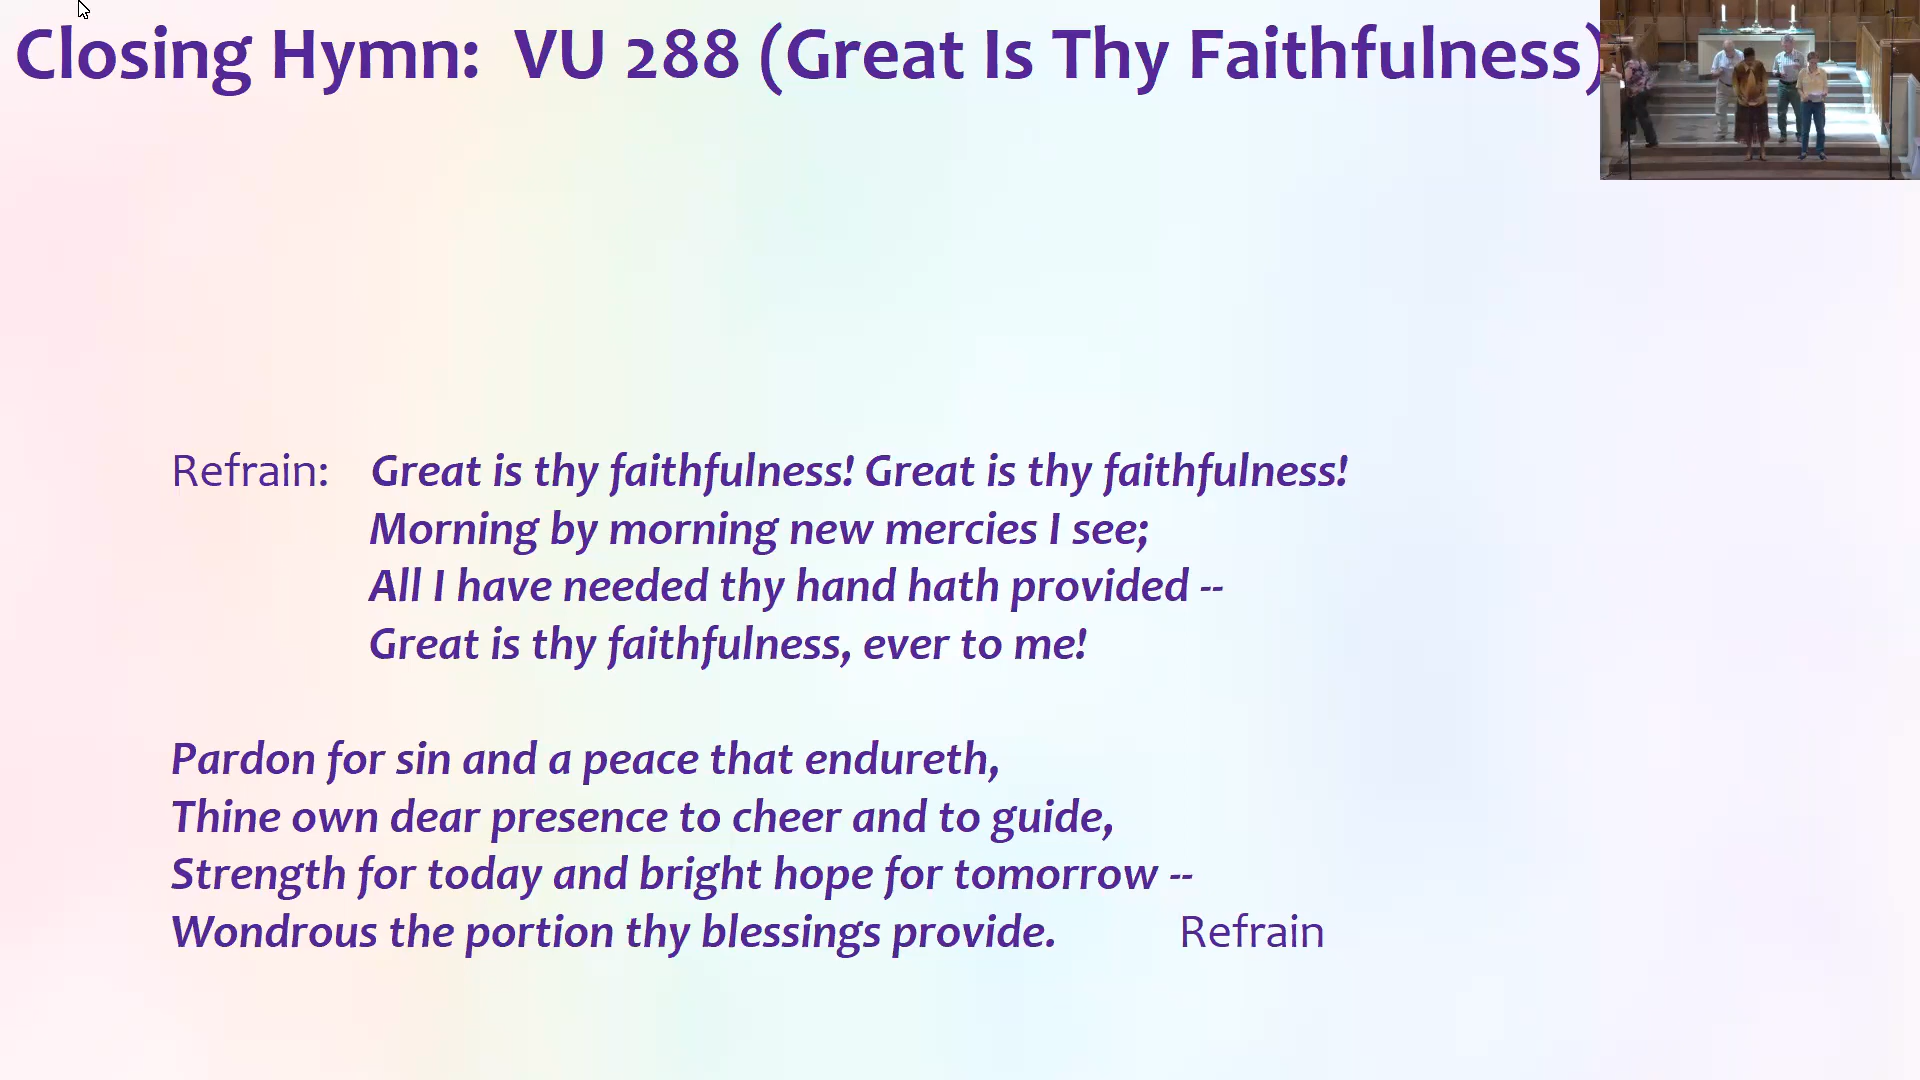 Closing Hymn: VU 288 (Great Is Thy Faithfulness)
Refrain: Great is thy faithfulness! Great is thy faithfulness!
Morning by morning new mercies I see;
All I have needed thy hand hath provided --
Great is thy faithfulness, ever to me!
Pardon for sin and a peace that endureth,
Thine own dear presence to cheer and to guide,
Strength for today and bright hope for tomorrow --
Wondrous the portion thy blessings provide. Refrain